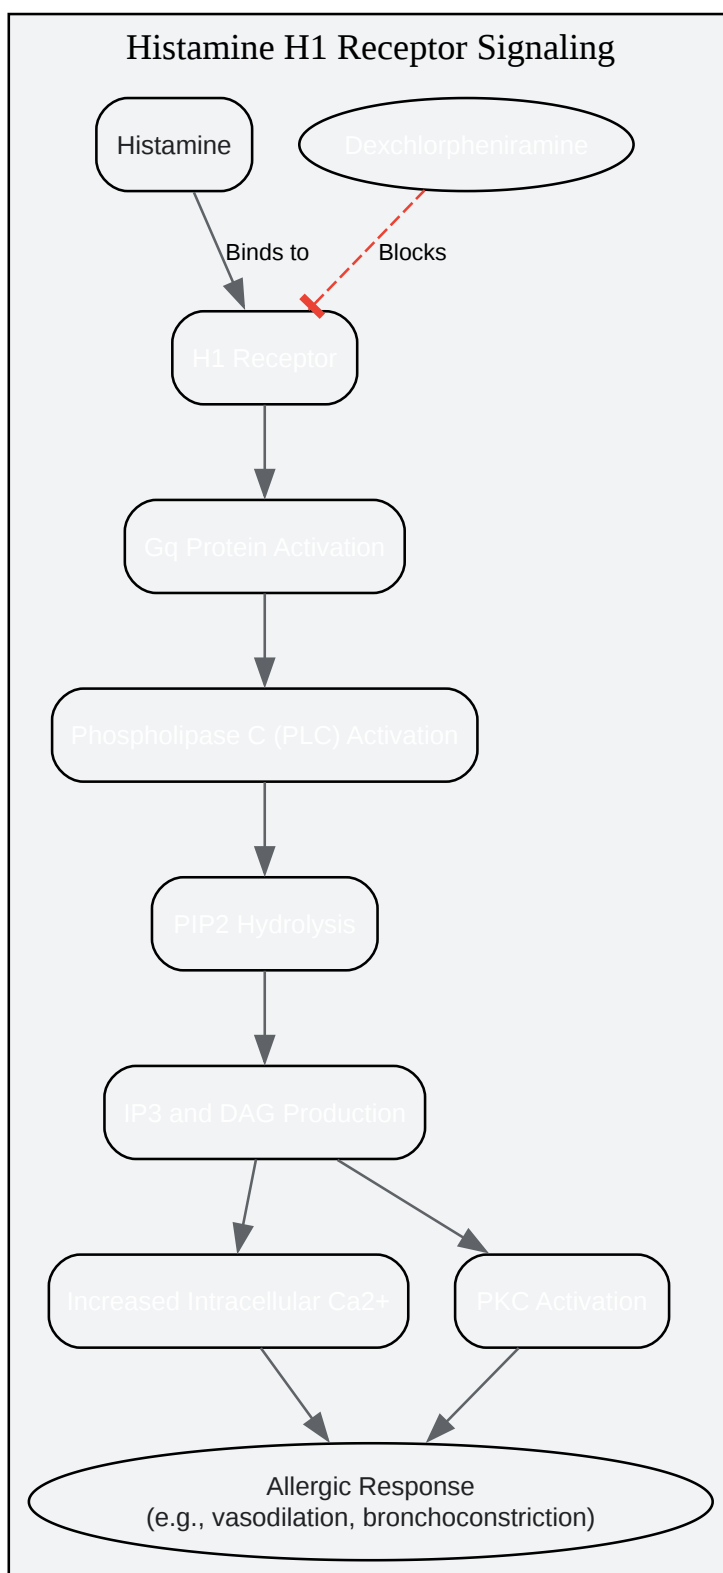 Histamine H1 Receptor Signaling
Histamine
Dexchlorpheniramine
Binds to
Blocks
H1 Receptor
Gq Protein Activation
Phospholipase C (PLC) Activation
PIP2 Hydrolysis
IP3 and DAG Production
Increased Intracellular Ca2+
PKC Activation
Allergic Response
(e.g., vasodilation, bronchoconstriction)